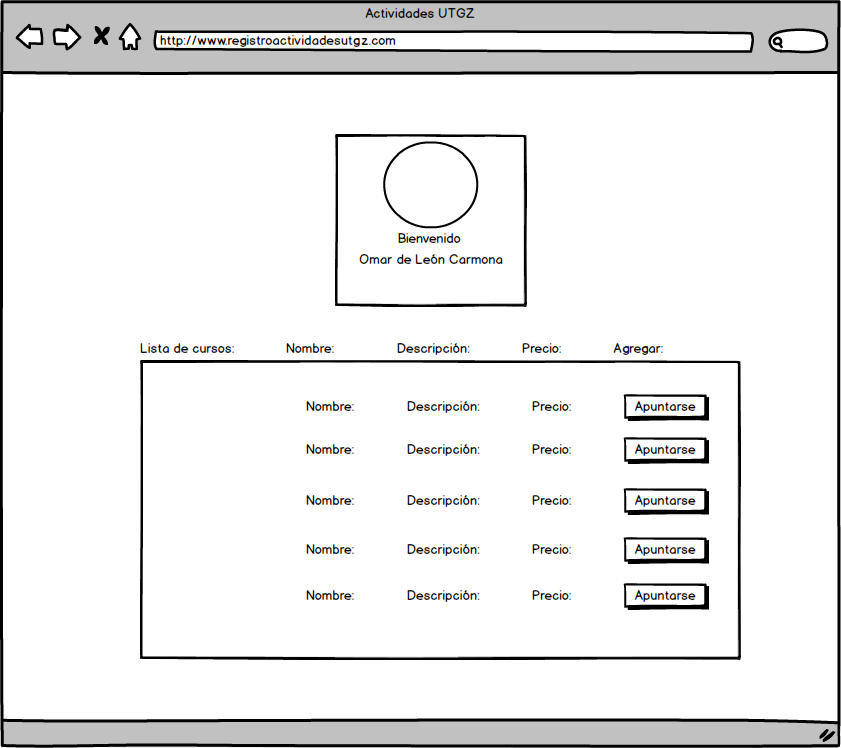 Actividades UTGZ
http://www.registroactividadesutgz.com
Bienvenido
Omar de León Carmona
Lista de cursos: Nombre: Descripción: Precio: Agregar:
Nombre: Descripción: Precio: Apuntarse
Nombre: Descripción: Precio: Apuntarse
Nombre: Descripción: Precio: Apuntarse
Nombre: Descripción: Precio: Apuntarse
Nombre: Descripción: Precio: Apuntarse